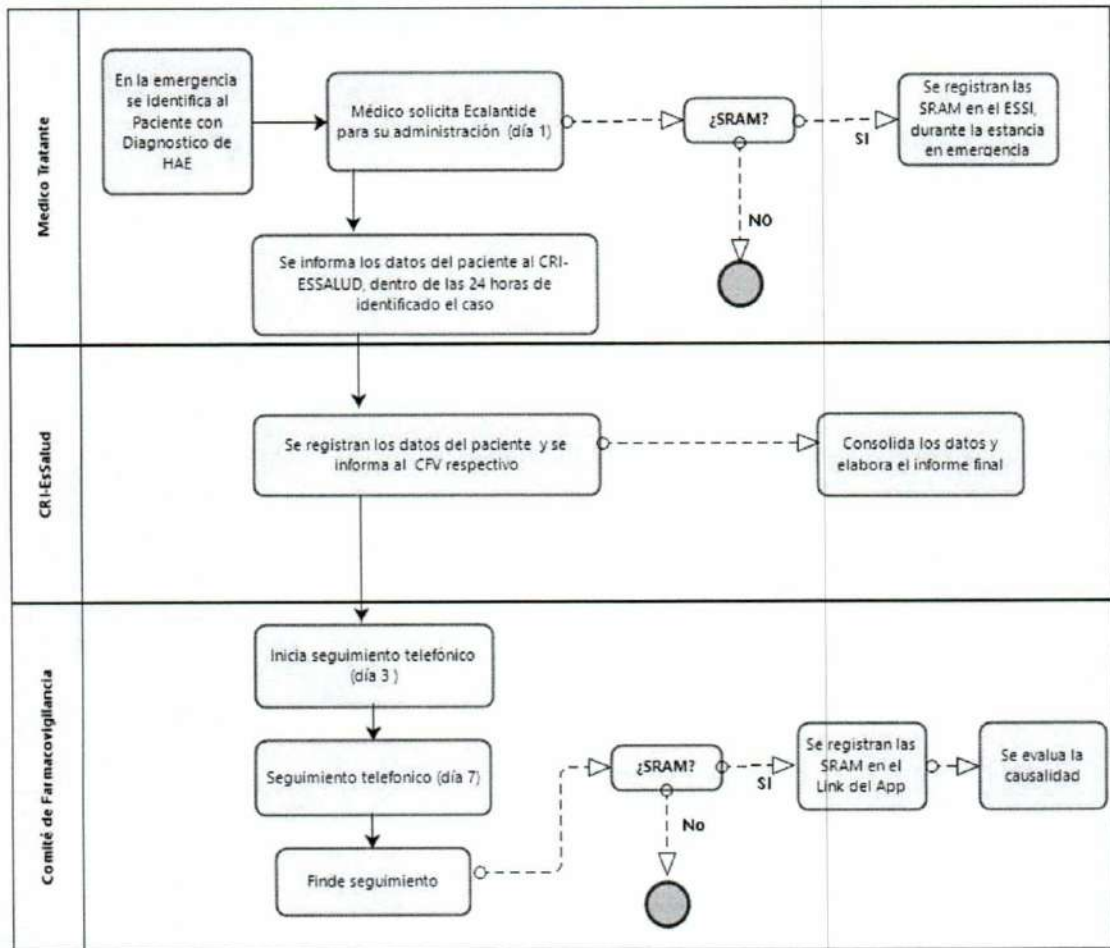 Medico Tratante
En la emergencia
se identifica al
Paciente con
Diagnostico de
HAE
Médico solicita Ecalantide
para su administración (día 1)
¿SRAM?
SI
Se registran las
SRAM en el ESSI,
durante la estancia
en emergencia
NO
Se informa los datos del paciente al CRI-
ESSALUD, dentro de las 24 horas de
identificado el caso
CRI-EsSalud
Se registran los datos del paciente y se
informa al CFV respectivo
Consolida los datos y
elabora el informe final
Comité de Farmacovigilancia
Inicia seguimiento telefónico
(día 3 )
Seguimiento telefonico (día 7)
Finde seguimiento
¿SRAM?
SI
Se registran las
SRAM en el
Link del App
Se evalua la
causalidad
No